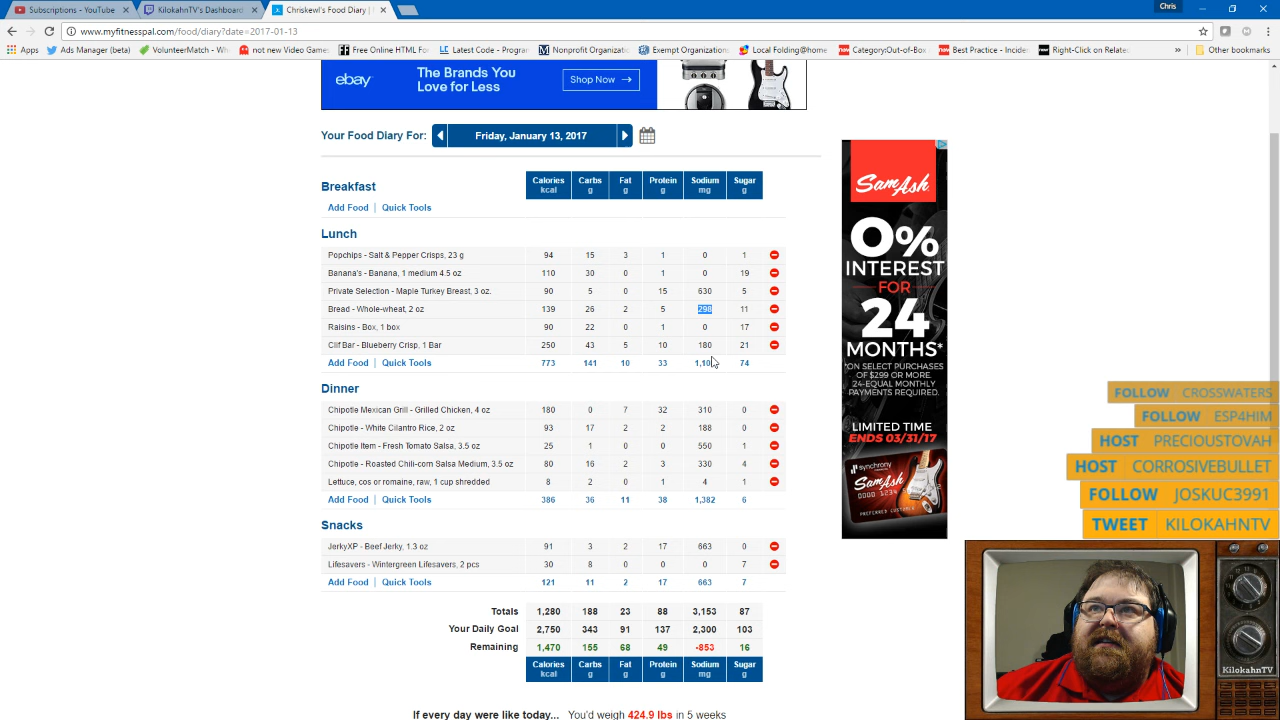 Subscriptions - YouTube
KilokahnTV's Dashboard
Chriskewl's Food Diary |
Chris
www.myfitnesspal.com/food/diary?date=2017-01-13
Apps
Ads Manager (beta)
VolunteerMatch - Wh
not new Video Games
Free Online HTML Fo
Latest Code - Progran
Nonprofit Organizatio
Exempt Organizations
Local Folding@home
CategoryOut-of-Box
Best Practice - Incider
Right-Click on Relate
»
Other bookmarks
ebay
The Brands You
Love for Less
Shop Now →
Your Food Diary For: Friday, January 13, 2017
Breakfast Calories kcal Carbs g Fat g Protein g Sodium mg Sugar g
Add Food | Quick Tools
Lunch
Popchips - Salt & Pepper Crisps, 23 g 94 15 3 1 0 1
Banana's - Banana, 1 medium 4.5 oz 110 30 0 1 0 19
Private Selection - Maple Turkey Breast, 3 oz. 90 5 0 15 630 5
Bread - Whole-wheat, 2 oz 139 26 2 5 298 11
Raisins - Box, 1 box 90 22 0 1 0 17
Clif Bar - Blueberry Crisp, 1 Bar 250 43 5 10 180 21
Add Food | Quick Tools 773 141 10 33 74
Dinner
Chipotle Mexican Grill - Grilled Chicken, 4 oz 180 0 7 32 310 0
Chipotle - White Cilantro Rice, 2 oz 93 17 2 2 188 0
Chipotle Item - Fresh Tomato Salsa, 3.5 oz 25 1 0 0 550 1
Chipotle - Roasted Chili-corn Salsa Medium, 3.5 oz 80 16 2 3 330 4
Lettuce, cos or romaine, raw, 1 cup shredded 8 2 0 1 4 1
Add Food | Quick Tools 386 36 11 38 1,382 6
Snacks
JerkyXP - Beef Jerky, 1.3 oz 91 3 2 17 663 0
Lifesavers - Wintergreen Lifesavers, 2 pcs 30 8 0 0 0 7
Add Food | Quick Tools 121 11 2 17 663 7
Totals 1,280 188 23 88 3,153 87
Your Daily Goal 2,750 343 91 137 2,300 103
Remaining 1,470 155 68 49 -853 16
Calories kcal Carbs g Fat g Protein g Sodium mg Sugar g
If every day were like today... You'd weigh 424.9 lbs in 5 weeks
SamAsh
0%
INTEREST
FOR
24
MONTHS*
*ON SELECT PURCHASES
OF $299 OR MORE.
24-EQUAL MONTHLY
PAYMENTS REQUIRED.
LIMITED TIME
ENDS 03/31/17
synchrony
SamAsh
FOLLOW CROSSWATERS
FOLLOW ESP4HIM
HOST PRECIOUSTOVAH
HOST CORROSIVEBULLET
FOLLOW JOSKUC3991
TWEET KILOKAHNTV
KilokahnTV